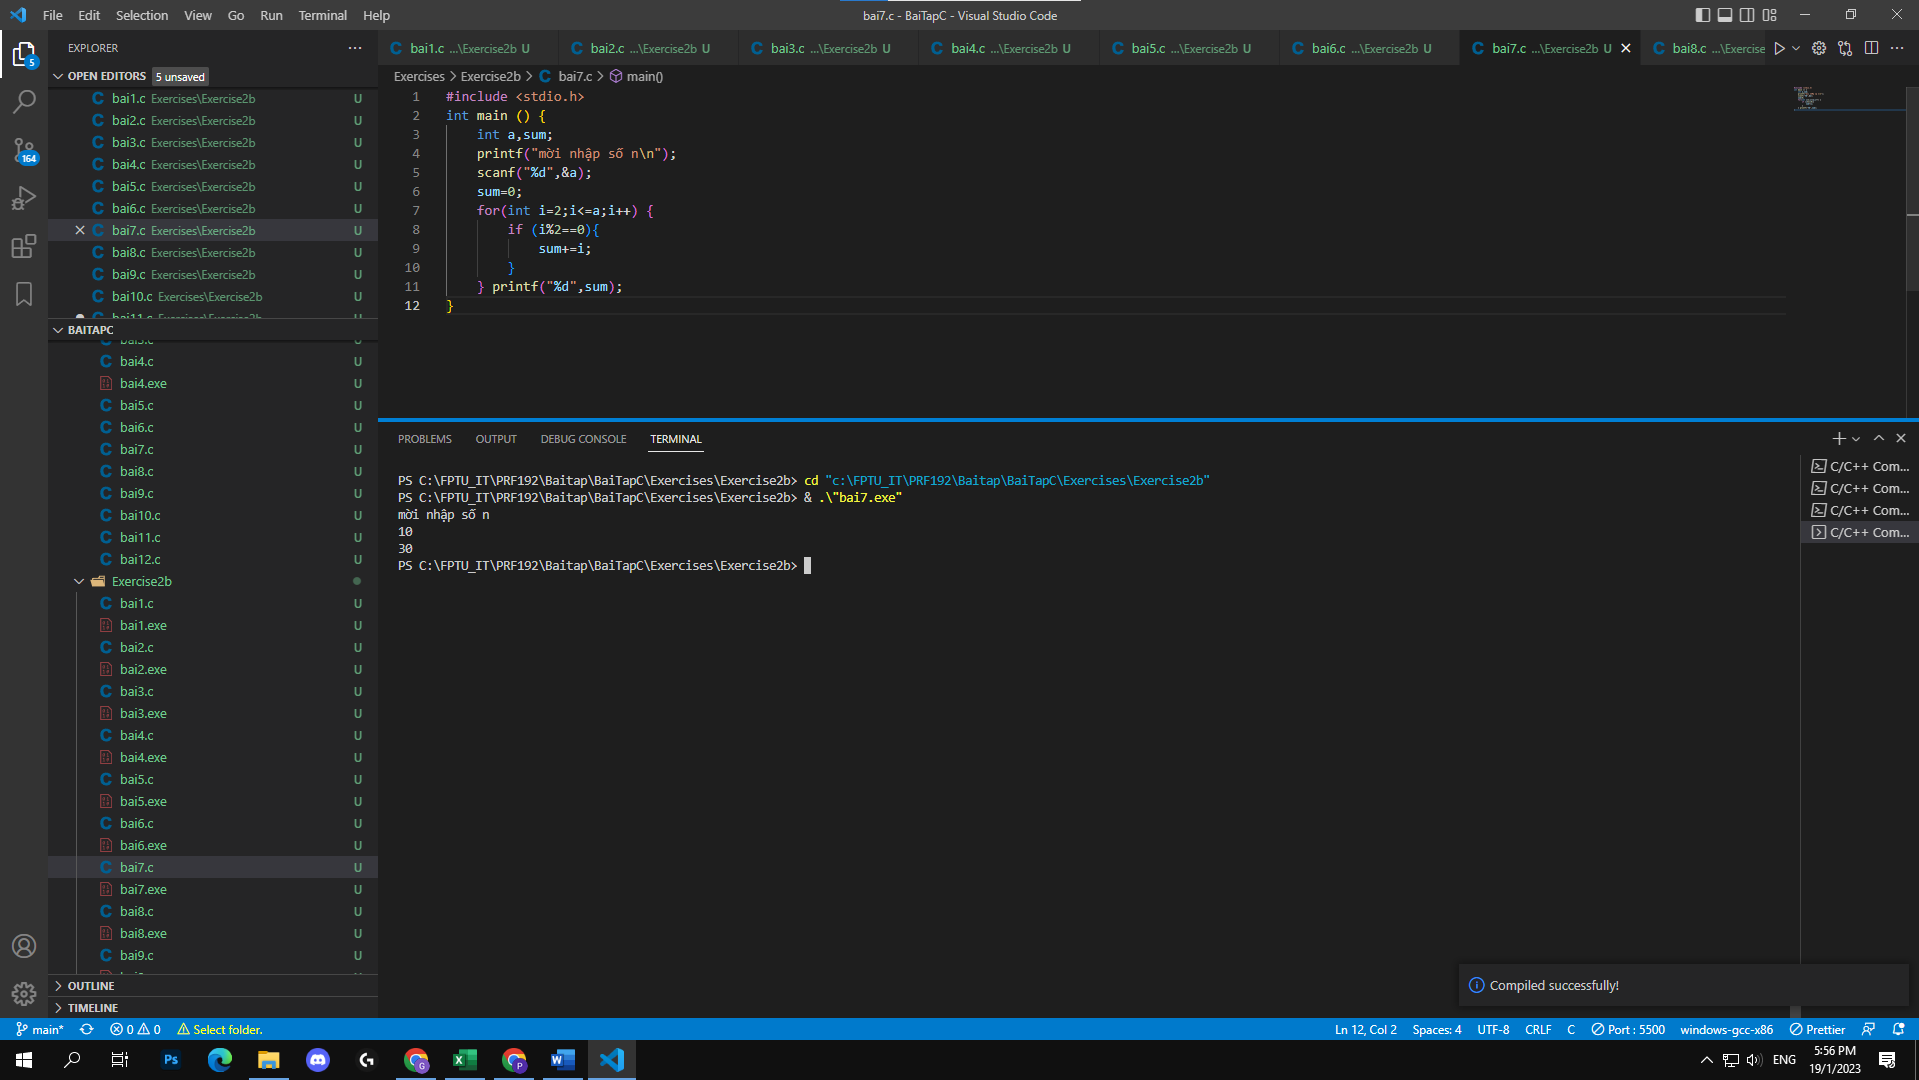 File Edit Selection View Go Run Terminal Help
bai7.c - BaiTapC - Visual Studio Code
EXPLORER
OPEN EDITORS 5 unsaved
bai1.c Exercises\Exercise2b U
bai2.c Exercises\Exercise2b U
bai3.c Exercises\Exercise2b U
bai4.c Exercises\Exercise2b U
bai5.c Exercises\Exercise2b U
bai6.c Exercises\Exercise2b U
bai7.c Exercises\Exercise2b U
bai8.c Exercises\Exercise2b U
bai9.c Exercises\Exercise2b U
bai10.c Exercises\Exercise2b U
bai11.c Exercises\Exercise2b U
BAITAPC
bai3.c U
bai4.c U
bai4.exe U
bai5.c U
bai6.c U
bai7.c U
bai8.c U
bai9.c U
bai10.c U
bai11.c U
bai12.c U
Exercise2b
bai1.c U
bai1.exe U
bai2.c U
bai2.exe U
bai3.c U
bai3.exe U
bai4.c U
bai4.exe U
bai5.c U
bai5.exe U
bai6.c U
bai6.exe U
bai7.c U
bai7.exe U
bai8.c U
bai8.exe U
bai9.c U
OUTLINE
TIMELINE
5
164
bai1.c ...\Exercise2b U
bai2.c ...\Exercise2b U
bai3.c ...\Exercise2b U
bai4.c ...\Exercise2b U
bai5.c ...\Exercise2b U
bai6.c ...\Exercise2b U
bai7.c ...\Exercise2b U
bai8.c ...\Exercise
Exercises > Exercise2b > C bai7.c > main()
1 #include <stdio.h>
2 int main () {
3 int a,sum;
4 printf("mời nhập số n\n");
5 scanf("%d",&a);
6 sum=0;
7 for(int i=2;i<=a;i++) {
8 if (i%2==0){
9 sum+=i;
10 }
11 } printf("%d",sum);
12 }
PROBLEMS OUTPUT DEBUG CONSOLE TERMINAL
PS C:\FPTU_IT\PRF192\Baitap\BaiTapC\Exercises\Exercise2b> cd "c:\FPTU_IT\PRF192\Baitap\BaiTapC\Exercises\Exercise2b"
PS C:\FPTU_IT\PRF192\Baitap\BaiTapC\Exercises\Exercise2b> & .\"bai7.exe"
mời nhập số n
10
30
PS C:\FPTU_IT\PRF192\Baitap\BaiTapC\Exercises\Exercise2b>
C/C++ Com...
C/C++ Com...
C/C++ Com...
C/C++ Com...
Compiled successfully!
main* 0 0 Select folder.
Ln 12, Col 2 Spaces: 4 UTF-8 CRLF C Port : 5500 windows-gcc-x86 Prettier
Ps
G
P
ENG
5:56 PM
19/1/2023